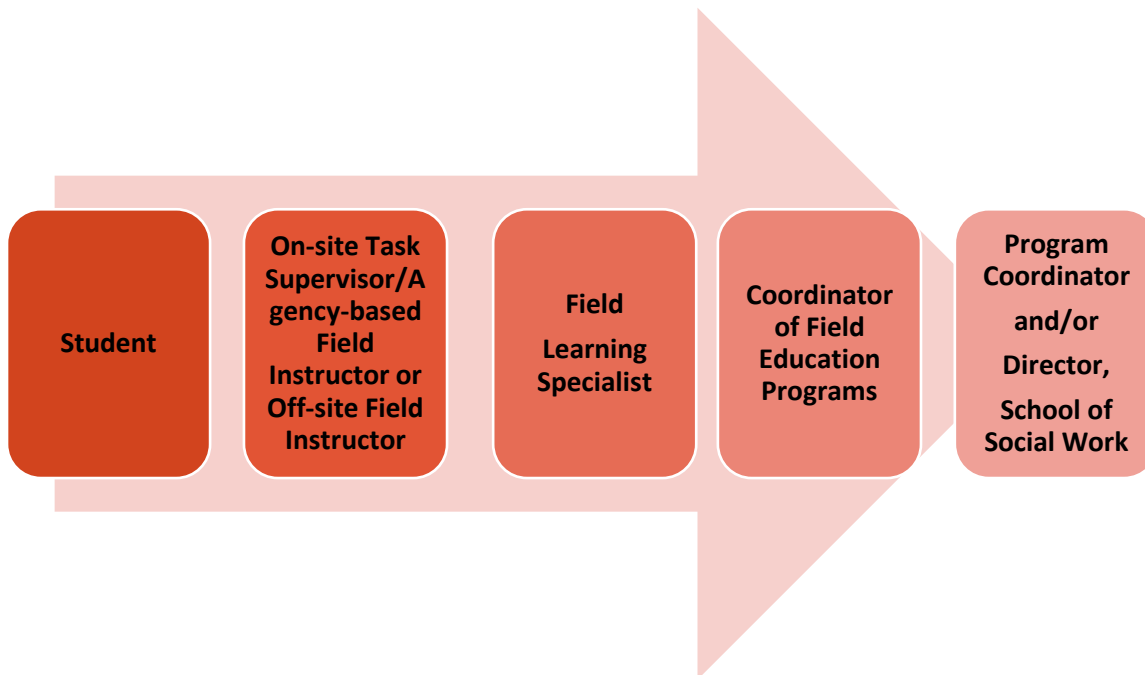 Student
On-site Task
Supervisor/A
gency-based
Field
Instructor or
Off-site Field
Instructor
Field
Learning
Specialist
Coordinator
of Field
Education
Programs
Program
Coordinator
and/or
Director,
School of
Social Work